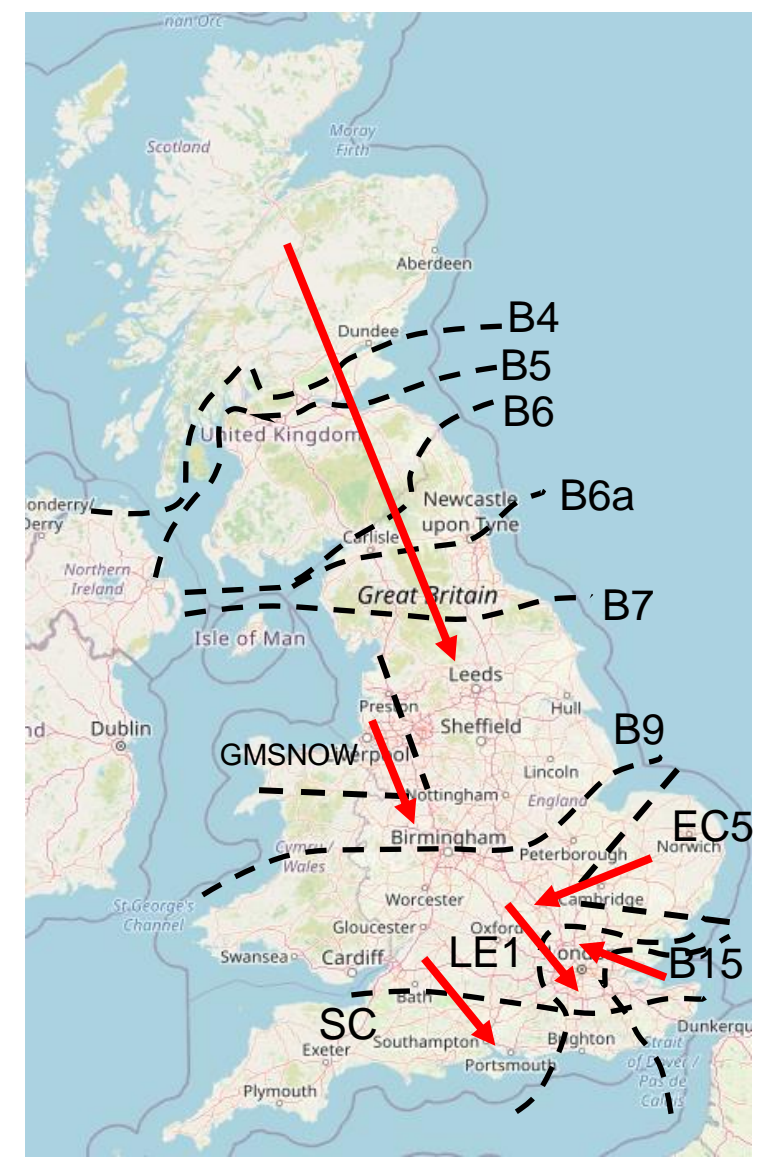 Scotland
Moray
Firth
Aberdeen
B4
Dundee
B5
B6
United Kingdom
B6a
Newcastle
upon Tyne
onderry/
Derry
Carlisle
Northern
Ireland
Great Britain
B7
Isle of Man
Leeds
Preston
Hull
Dublin
Sheffield
B9
GMSNOW
Lincoln
Nottingham
England
EC5
Birmingham
Norwich
Cymru /
Wales
Peterborough
Worcester
Cambridge
St George's
Channel
Gloucester
Oxford
LE1
Swansea
Cardiff
B15
Bath
SC
Dunkerqu
Southampton
Brighton
Strait
of Dover /
Pas de
Calais
Exeter
Portsmouth
Plymouth